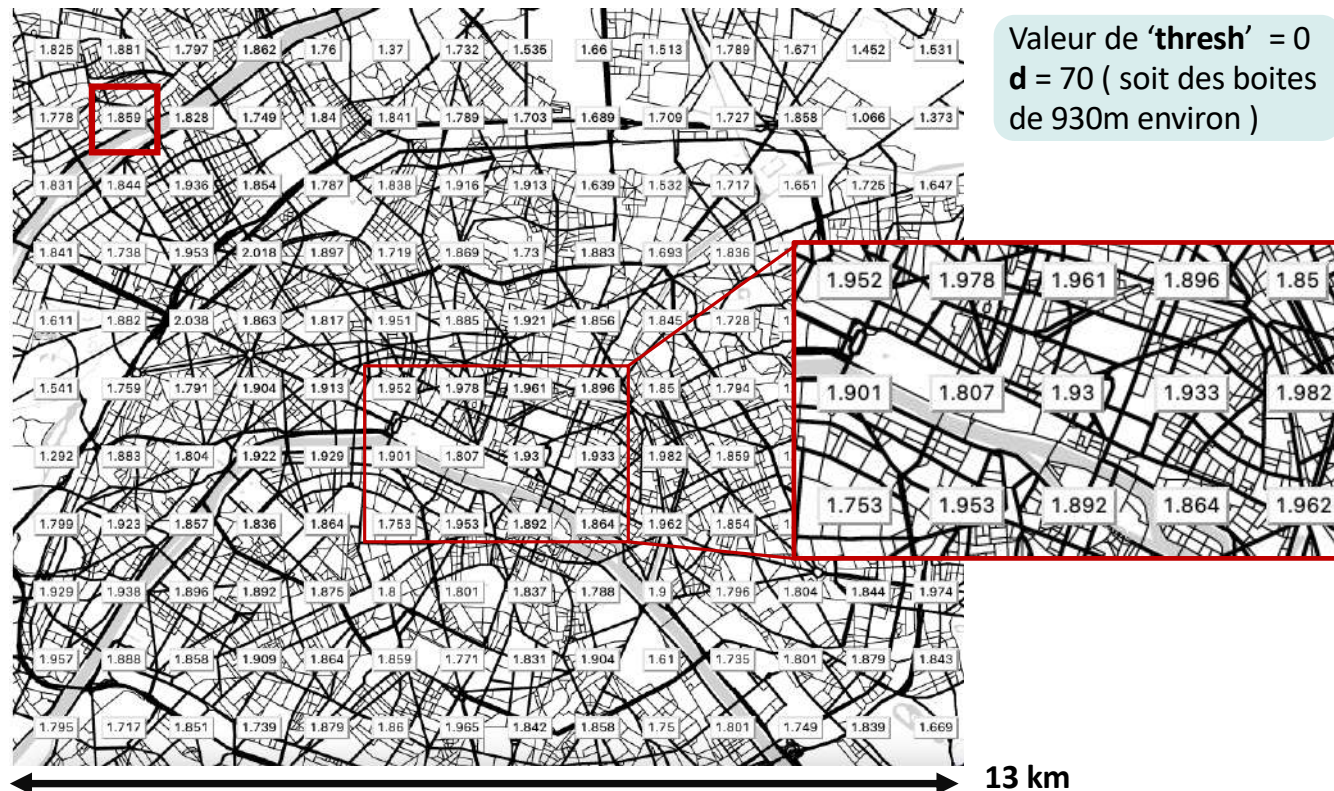 Valeur de ‘thresh’ = 0
d = 70 ( soit des boites
de 930m environ )
1.825 1.881 1.797 1.862 1.76 1.37 1.732 1.535 1.66 1.513 1.789 1.671 1.452 1.531
1.778 1.859 1.828 1.749 1.84 1.841 1.789 1.703 1.689 1.709 1.727 1.858 1.066 1.373
1.831 1.844 1.936 1.854 1.787 1.838 1.916 1.913 1.639 1.532 1.717 1.651 1.725 1.647
1.841 1.738 1.953 2.018 1.897 1.719 1.869 1.73 1.883 1.693 1.836
1.611 1.882 2.038 1.863 1.817 1.951 1.885 1.921 1.856 1.845 1.728
1.541 1.759 1.791 1.904 1.913 1.952 1.978 1.961 1.896 1.85 1.794
1.292 1.883 1.804 1.922 1.929 1.901 1.807 1.93 1.933 1.982 1.859
1.799 1.923 1.857 1.836 1.864 1.753 1.953 1.892 1.864 1.962 1.854
1.929 1.938 1.896 1.892 1.875 1.8 1.801 1.837 1.788 1.9 1.796 1.804 1.844 1.974
1.957 1.888 1.858 1.909 1.864 1.859 1.771 1.831 1.904 1.61 1.735 1.801 1.879 1.843
1.795 1.717 1.851 1.739 1.879 1.86 1.965 1.842 1.858 1.75 1.801 1.749 1.839 1.669
1.952 1.978 1.961 1.896 1.85
1.901 1.807 1.93 1.933 1.982
1.753 1.953 1.892 1.864 1.962
13 km